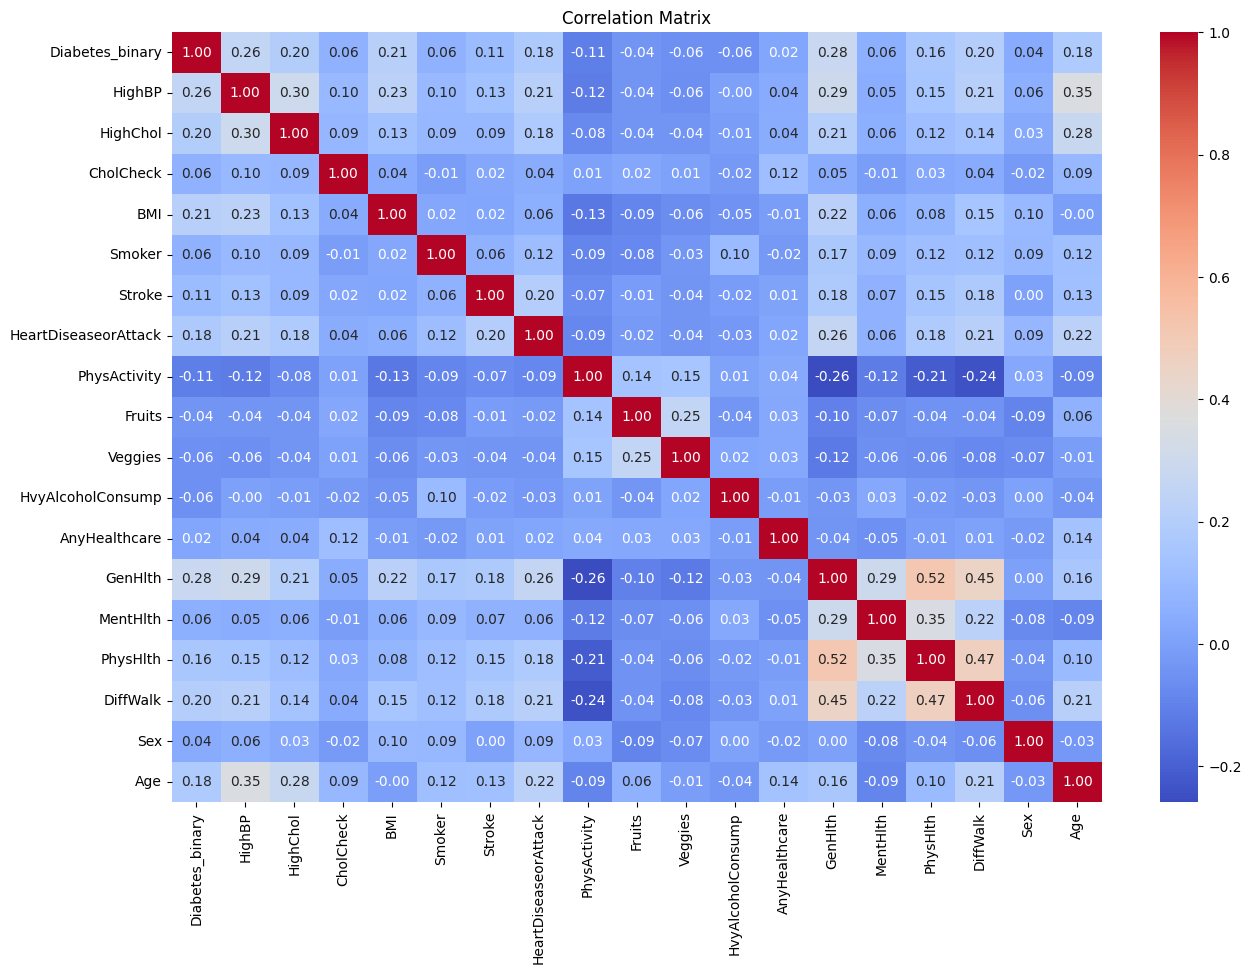 Correlation Matrix
Diabetes_binary 1.00 0.26 0.20 0.06 0.21 0.06 0.11 0.18 -0.11 -0.04 -0.06 -0.06 0.02 0.28 0.06 0.16 0.20 0.04 0.18
HighBP 0.26 1.00 0.30 0.10 0.23 0.10 0.13 0.21 -0.12 -0.04 -0.06 -0.00 0.04 0.29 0.05 0.15 0.21 0.06 0.35
HighChol 0.20 0.30 1.00 0.09 0.13 0.09 0.09 0.18 -0.08 -0.04 -0.04 -0.01 0.04 0.21 0.06 0.12 0.14 0.03 0.28
CholCheck 0.06 0.10 0.09 1.00 0.04 -0.01 0.02 0.04 0.01 0.02 0.01 -0.02 0.12 0.05 -0.01 0.03 0.04 -0.02 0.09
BMI 0.21 0.23 0.13 0.04 1.00 0.02 0.02 0.06 -0.13 -0.09 -0.06 -0.05 -0.01 0.22 0.06 0.08 0.15 0.10 -0.00
Smoker 0.06 0.10 0.09 -0.01 0.02 1.00 0.06 0.12 -0.09 -0.08 -0.03 0.10 -0.02 0.17 0.09 0.12 0.12 0.09 0.12
Stroke 0.11 0.13 0.09 0.02 0.02 0.06 1.00 0.20 -0.07 -0.01 -0.04 -0.02 0.01 0.18 0.07 0.15 0.18 0.00 0.13
HeartDiseaseorAttack 0.18 0.21 0.18 0.04 0.06 0.12 0.20 1.00 -0.09 -0.02 -0.04 -0.03 0.02 0.26 0.06 0.18 0.21 0.09 0.22
PhysActivity -0.11 -0.12 -0.08 0.01 -0.13 -0.09 -0.07 -0.09 1.00 0.14 0.15 0.01 0.04 -0.26 -0.12 -0.21 -0.24 0.03 -0.09
Fruits -0.04 -0.04 -0.04 0.02 -0.09 -0.08 -0.01 -0.02 0.14 1.00 0.25 -0.04 0.03 -0.10 -0.07 -0.04 -0.04 -0.09 0.06
Veggies -0.06 -0.06 -0.04 0.01 -0.06 -0.03 -0.04 -0.04 0.15 0.25 1.00 0.02 0.03 -0.12 -0.06 -0.06 -0.08 -0.07 -0.01
HvyAlcoholConsump -0.06 -0.00 -0.01 -0.02 -0.05 0.10 -0.02 -0.03 0.01 -0.04 0.02 1.00 -0.01 -0.03 0.03 -0.02 -0.03 0.00 -0.04
AnyHealthcare 0.02 0.04 0.04 0.12 -0.01 -0.02 0.01 0.02 0.04 0.03 0.03 -0.01 1.00 -0.04 -0.05 -0.01 0.01 -0.02 0.14
GenHlth 0.28 0.29 0.21 0.05 0.22 0.17 0.18 0.26 -0.26 -0.10 -0.12 -0.03 -0.04 1.00 0.29 0.52 0.45 0.00 0.16
MentHlth 0.06 0.05 0.06 -0.01 0.06 0.09 0.07 0.06 -0.12 -0.07 -0.06 0.03 -0.05 0.29 1.00 0.35 0.22 -0.08 -0.09
PhysHlth 0.16 0.15 0.12 0.03 0.08 0.12 0.15 0.18 -0.21 -0.04 -0.06 -0.02 -0.01 0.52 0.35 1.00 0.47 -0.04 0.10
DiffWalk 0.20 0.21 0.14 0.04 0.15 0.12 0.18 0.21 -0.24 -0.04 -0.08 -0.03 0.01 0.45 0.22 0.47 1.00 -0.06 0.21
Sex 0.04 0.06 0.03 -0.02 0.10 0.09 0.00 0.09 0.03 -0.09 -0.07 0.00 -0.02 0.00 -0.08 -0.04 -0.06 1.00 -0.03
Age 0.18 0.35 0.28 0.09 -0.00 0.12 0.13 0.22 -0.09 0.06 -0.01 -0.04 0.14 0.16 -0.09 0.10 0.21 -0.03 1.00
Diabetes_binary
HighBP
HighChol
CholCheck
BMI
Smoker
Stroke
HeartDiseaseorAttack
PhysActivity
Fruits
Veggies
HvyAlcoholConsump
AnyHealthcare
GenHlth
MentHlth
PhysHlth
DiffWalk
Sex
Age
1.0
0.8
0.6
0.4
0.2
0.0
−0.2